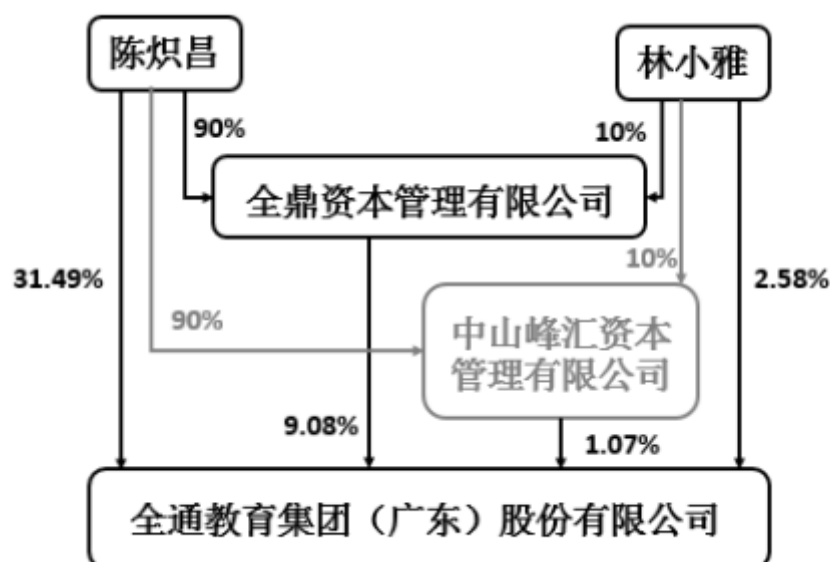 陈炽昌
林小雅
90%
10%
全鼎资本管理有限公司
10%
31.49%
2.58%
90%
中山峰汇资本
管理有限公司
9.08%
1.07%
全通教育集团（广东）股份有限公司